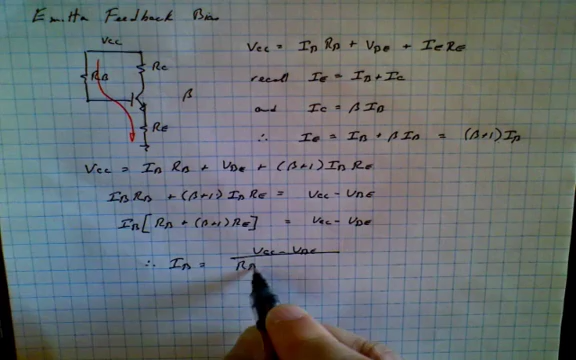 Emitter Feedback Bias
Vcc
RB
RC
β
RE
Vcc = IB RB + VBE + IE RE
recall IE = IB + IC
and IC = β IB
∴ IE = IB + β IB = (β+1) IB
Vcc = IB RB + VBE + (β+1) IB RE
IB RB + (β+1) IB RE = Vcc - VBE
IB [ RB + (β+1) RE ] = Vcc - VBE
∴ IB = Vcc - VBE
RB